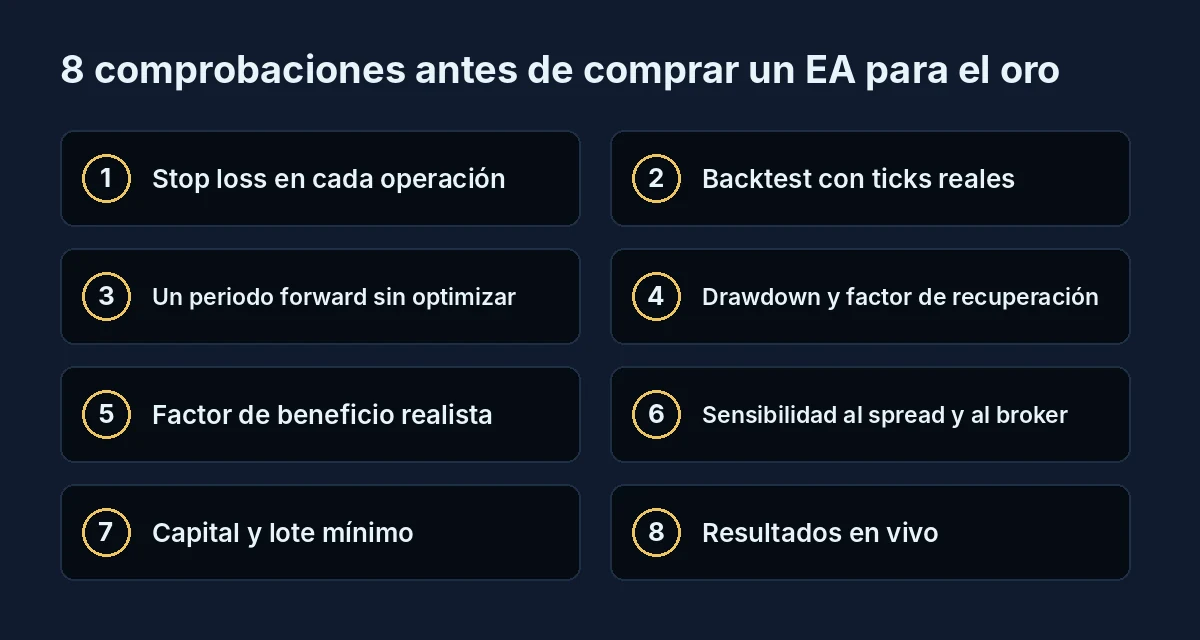 8 comprobaciones antes de comprar un EA para el oro
1 Stop loss en cada operación
2 Backtest con ticks reales
3 Un periodo forward sin optimizar
4 Drawdown y factor de recuperación
5 Factor de beneficio realista
6 Sensibilidad al spread y al broker
7 Capital y lote mínimo
8 Resultados en vivo